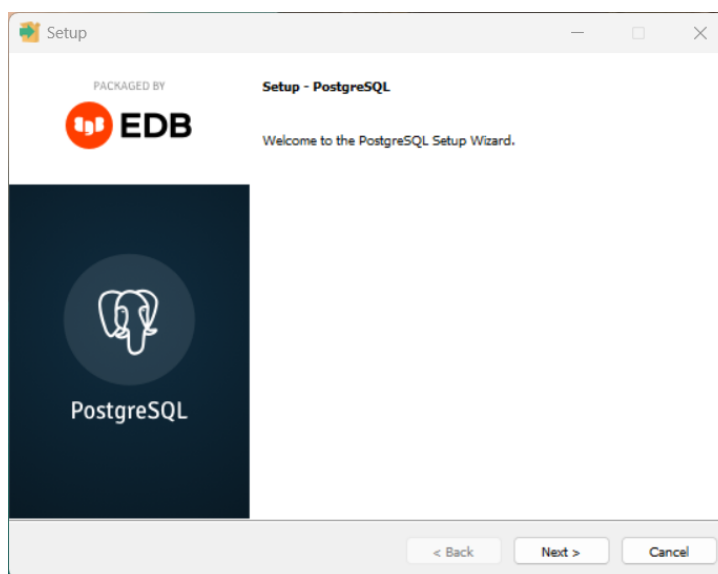 Setup
PACKAGED BY
EDB
Setup - PostgreSQL
Welcome to the PostgreSQL Setup Wizard.
PostgreSQL
< Back
Next >
Cancel